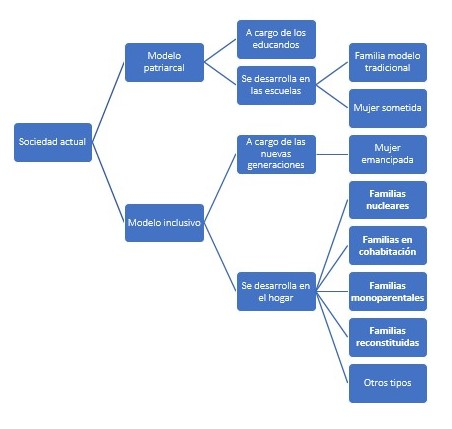 Sociedad actual
Modelo
patriarcal
A cargo de los
educandos
Se desarrolla en
las escuelas
Familia modelo
tradicional
Mujer sometida
Modelo inclusivo
A cargo de las
nuevas
generaciones
Mujer
emancipada
Se desarrolla en
el hogar
Familias
nucleares
Familias en
cohabitación
Familias
monoparentales
Familias
reconstituidas
Otros tipos